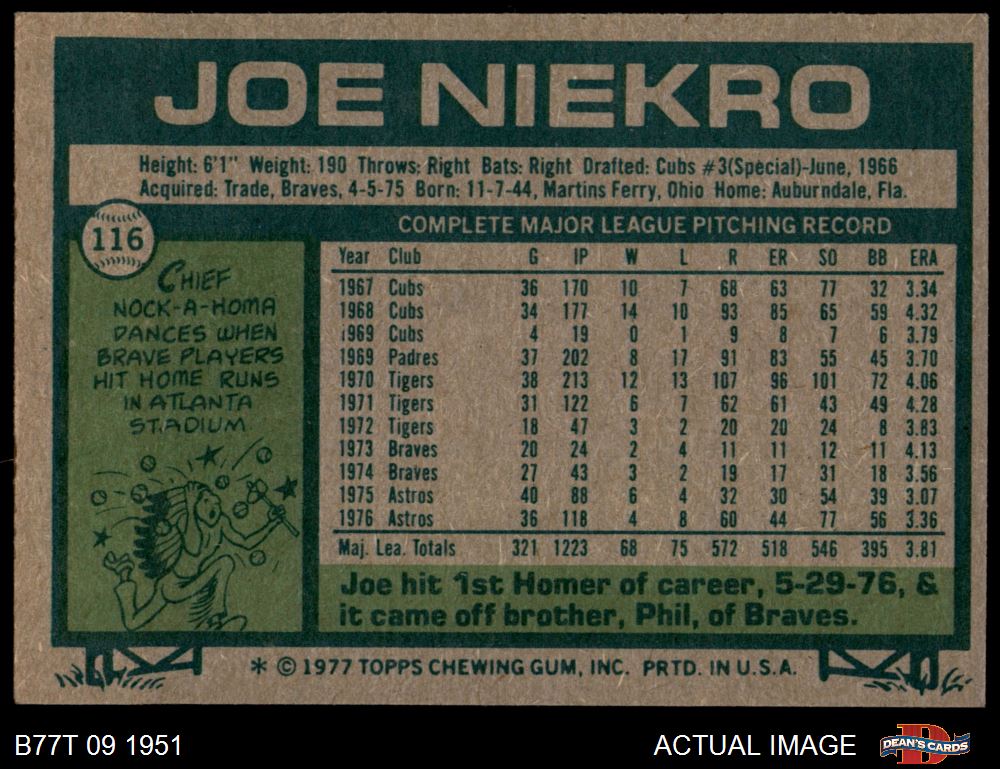 JOE NIEKRO
Height: 6'1" Weight: 190 Throws: Right Bats: Right Drafted: Cubs #3(Special)-June, 1966
Acquired: Trade, Braves, 4-5-75 Born: 11-7-44, Martins Ferry, Ohio Home: Auburndale, Fla.
116
CHIEF
NOCK-A-HOMA
DANCES WHEN
BRAVE PLAYERS
HIT HOME RUNS
IN ATLANTA
STADIUM.
COMPLETE MAJOR LEAGUE PITCHING RECORD
Year Club G IP W L R ER SO BB ERA
1967 Cubs 36 170 10 7 68 63 77 32 3.34
1968 Cubs 34 177 14 10 93 85 65 59 4.32
1969 Cubs 4 19 0 1 9 8 7 6 3.79
1969 Padres 37 202 8 17 91 83 55 45 3.70
1970 Tigers 38 213 12 13 107 96 101 72 4.06
1971 Tigers 31 122 6 7 62 61 43 49 4.28
1972 Tigers 18 47 3 2 20 20 24 8 3.83
1973 Braves 20 24 2 4 11 11 12 11 4.13
1974 Braves 27 43 3 2 19 17 31 18 3.56
1975 Astros 40 88 6 4 32 30 54 39 3.07
1976 Astros 36 118 4 8 60 44 77 56 3.36
Maj. Lea. Totals 321 1223 68 75 572 518 546 395 3.81
Joe hit 1st Homer of career, 5-29-76, &
it came off brother, Phil, of Braves.
* © 1977 TOPPS CHEWING GUM, INC. PRTD. IN U.S.A.
B77T 09 1951
ACTUAL IMAGE
DEAN'S CARDS